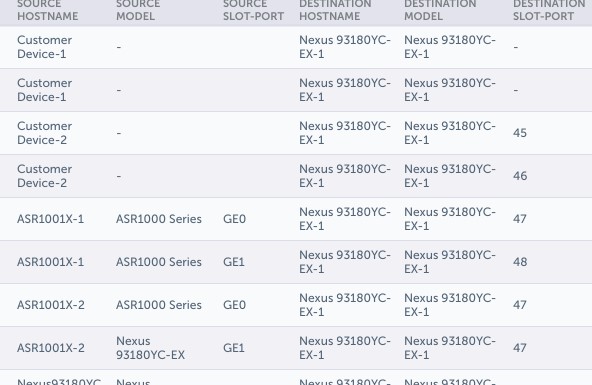 SOURCE HOSTNAME SOURCE MODEL SOURCE SLOT-PORT DESTINATION HOSTNAME DESTINATION MODEL DESTINATION SLOT-PORT
Customer Device-1 - Nexus 93180YC-EX-1 Nexus 93180YC-EX-1 -
Customer Device-1 - Nexus 93180YC-EX-1 Nexus 93180YC-EX-1 -
Customer Device-2 - Nexus 93180YC-EX-1 Nexus 93180YC-EX-1 45
Customer Device-2 - Nexus 93180YC-EX-1 Nexus 93180YC-EX-1 46
ASR1001X-1 ASR1000 Series GE0 Nexus 93180YC-EX-1 Nexus 93180YC-EX-1 47
ASR1001X-1 ASR1000 Series GE1 Nexus 93180YC-EX-1 Nexus 93180YC-EX-1 48
ASR1001X-2 ASR1000 Series GE0 Nexus 93180YC-EX-1 Nexus 93180YC-EX-1 47
ASR1001X-2 Nexus 93180YC-EX GE1 Nexus 93180YC-EX-1 Nexus 93180YC-EX-1 47
Nexus93180YC Nexus Nexus 93180YC- Nexus 93180YC-